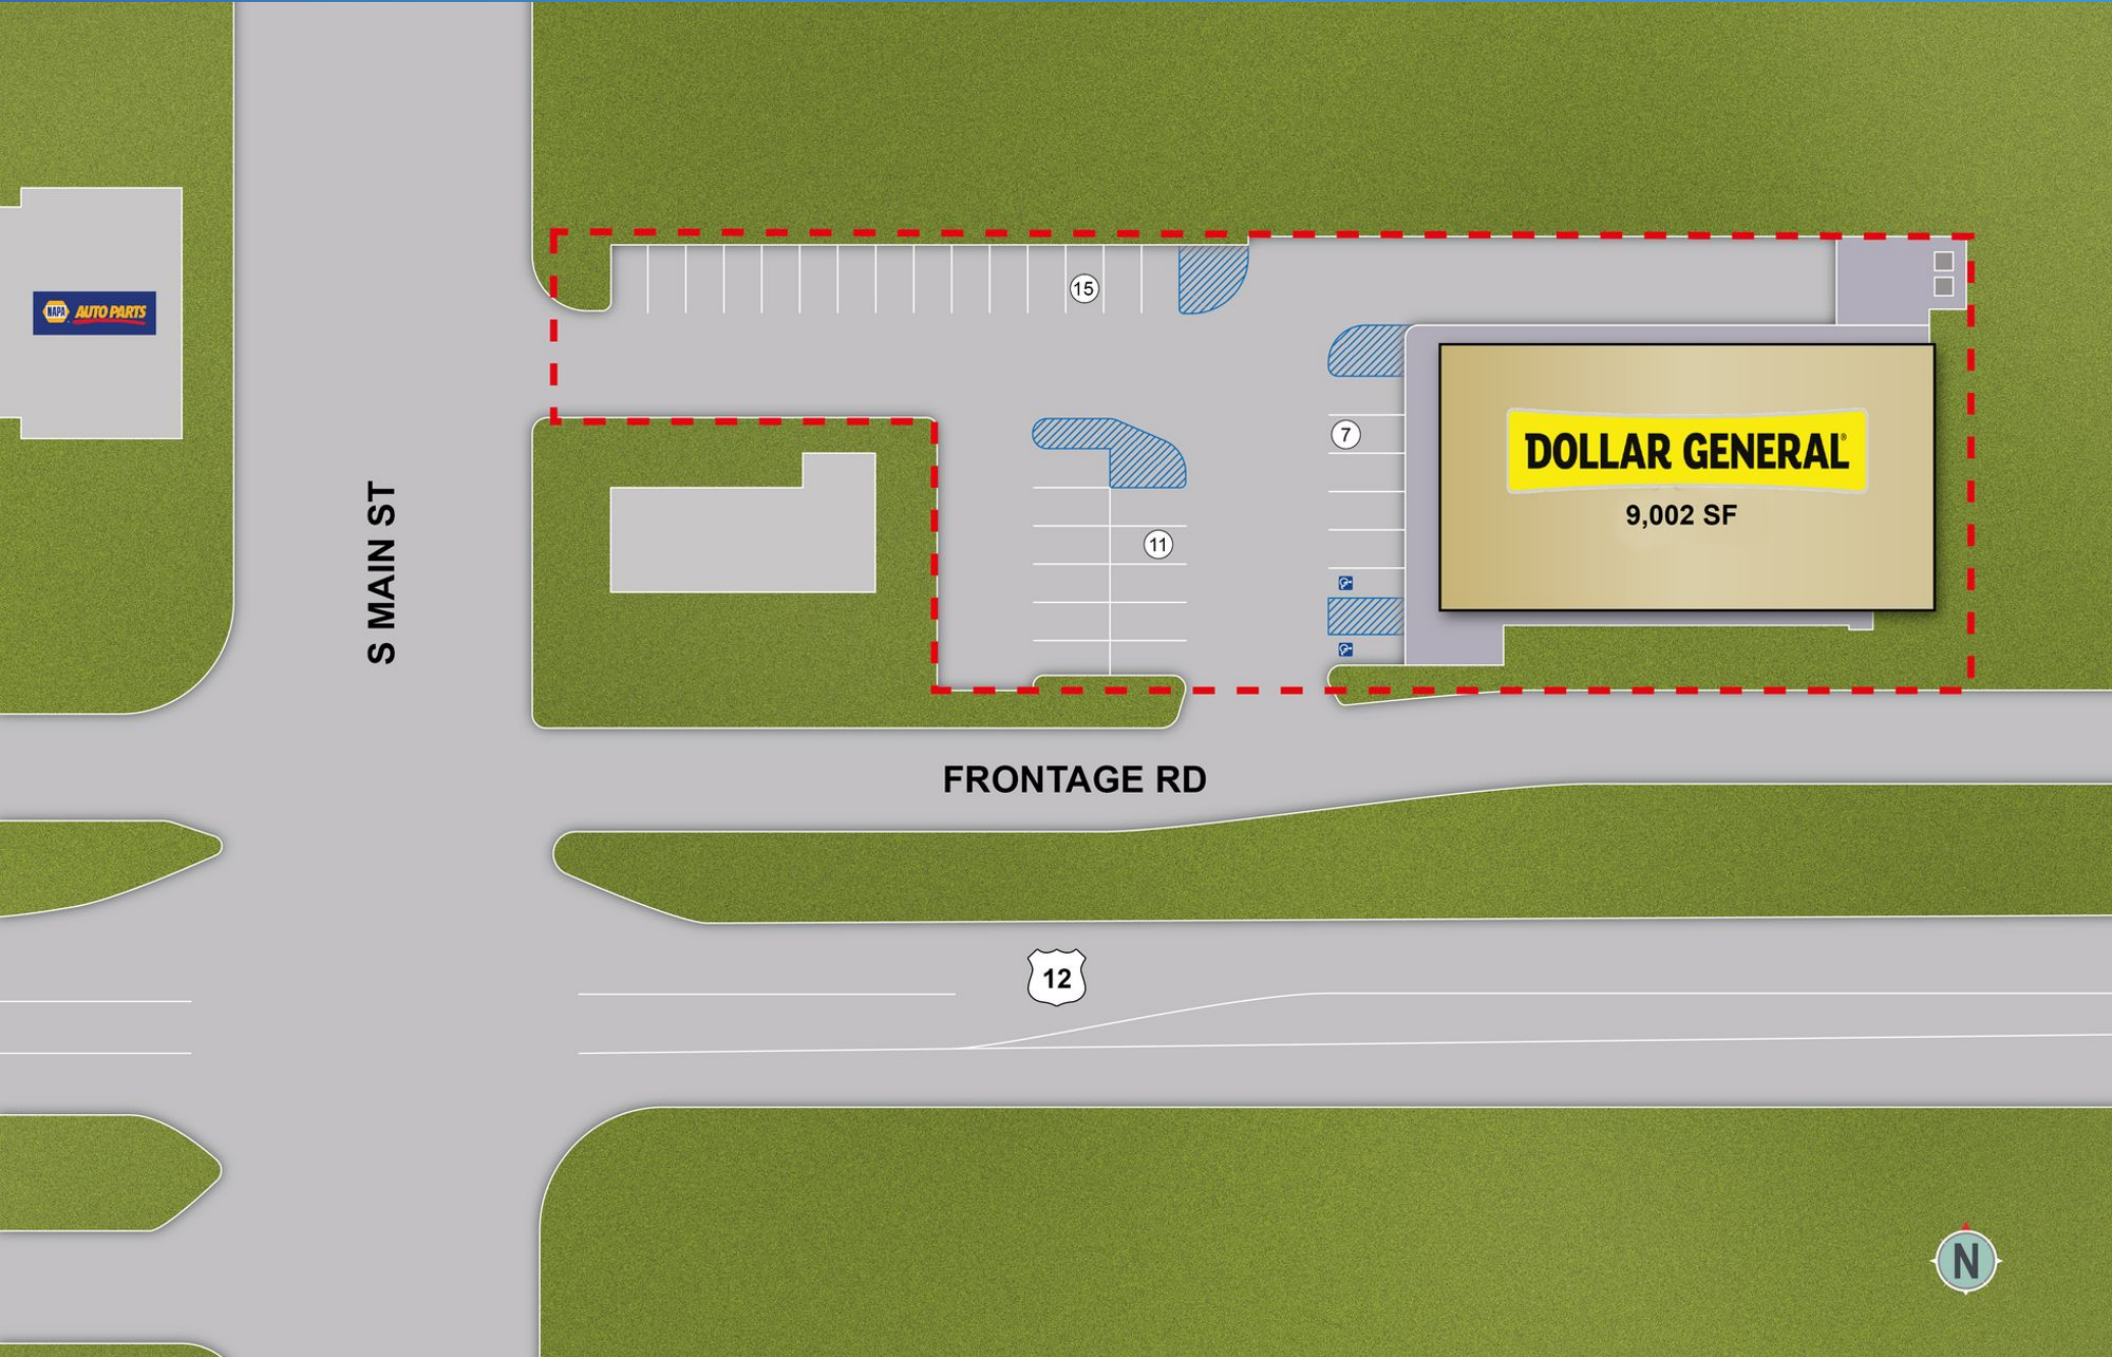 15
NAPA AUTO PARTS
7
DOLLAR GENERAL®
9,002 SF
S MAIN ST
11
FRONTAGE RD
12
N